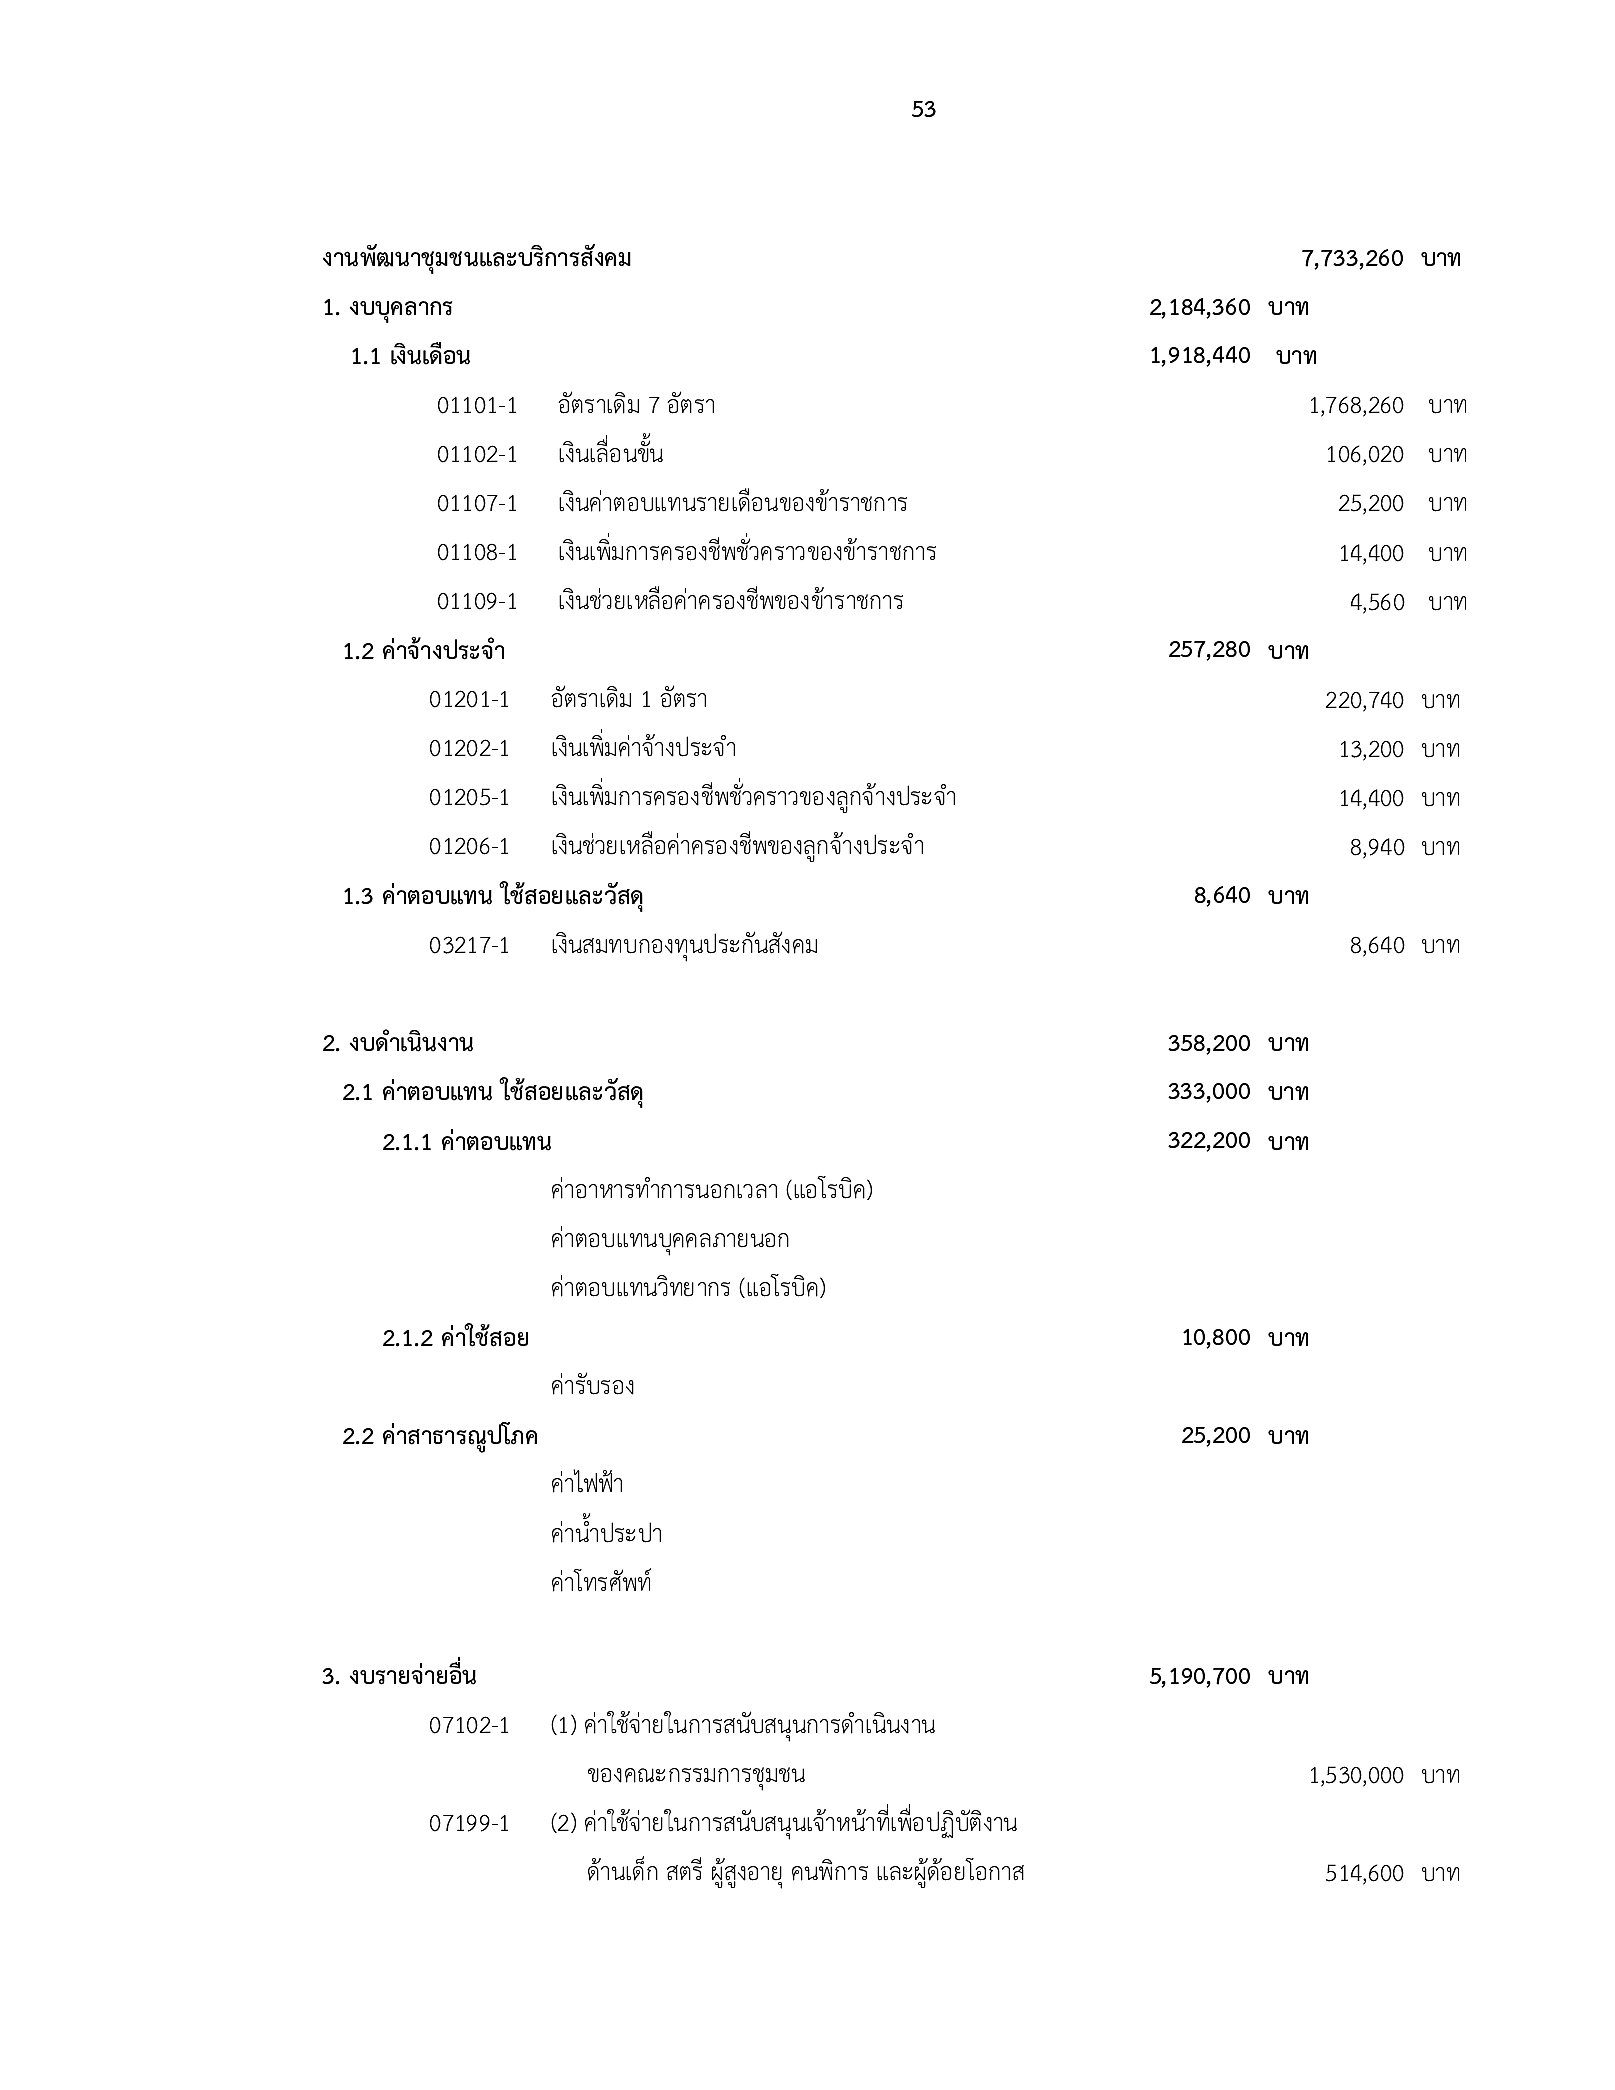 53
งานพัฒนาชุมชนและบริการสังคม 7,733,260 บาท
1. งบบุคลากร 2,184,360 บาท
1.1 เงินเดือน 1,918,440 บาท
01101-1 อัตราเดิม 7 อัตรา 1,768,260 บาท
01102-1 เงินเลื่อนขั้น 106,020 บาท
01107-1 เงินค่าตอบแทนรายเดือนของข้าราชการ 25,200 บาท
01108-1 เงินเพิ่มการครองชีพชั่วคราวของข้าราชการ 14,400 บาท
01109-1 เงินช่วยเหลือค่าครองชีพของข้าราชการ 4,560 บาท
1.2 ค่าจ้างประจำ 257,280 บาท
01201-1 อัตราเดิม 1 อัตรา 220,740 บาท
01202-1 เงินเพิ่มค่าจ้างประจำ 13,200 บาท
01205-1 เงินเพิ่มการครองชีพชั่วคราวของลูกจ้างประจำ 14,400 บาท
01206-1 เงินช่วยเหลือค่าครองชีพของลูกจ้างประจำ 8,940 บาท
1.3 ค่าตอบแทน ใช้สอยและวัสดุ 8,640 บาท
03217-1 เงินสมทบกองทุนประกันสังคม 8,640 บาท
2. งบดำเนินงาน 358,200 บาท
2.1 ค่าตอบแทน ใช้สอยและวัสดุ 333,000 บาท
2.1.1 ค่าตอบแทน 322,200 บาท
ค่าอาหารทำการนอกเวลา (แอโรบิค)
ค่าตอบแทนบุคคลภายนอก
ค่าตอบแทนวิทยากร (แอโรบิค)
2.1.2 ค่าใช้สอย 10,800 บาท
ค่ารับรอง
2.2 ค่าสาธารณูปโภค 25,200 บาท
ค่าไฟฟ้า
ค่าน้ำประปา
ค่าโทรศัพท์
3. งบรายจ่ายอื่น 5,190,700 บาท
07102-1 (1) ค่าใช้จ่ายในการสนับสนุนการดำเนินงาน
ของคณะกรรมการชุมชน 1,530,000 บาท
07199-1 (2) ค่าใช้จ่ายในการสนับสนุนเจ้าหน้าที่เพื่อปฏิบัติงาน
ด้านเด็ก สตรี ผู้สูงอายุ คนพิการ และผู้ด้อยโอกาส 514,600 บาท